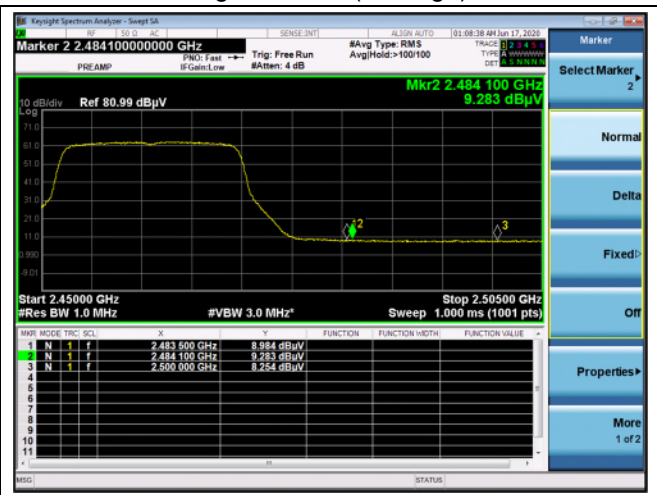 Keysight Spectrum Analyzer - Swept SA
RF 50 Ω AC SENSE:INT ALIGN AUTO 01:08:38 AM Jun 17, 2020
Marker 2 2.484100000000 GHz
PREAMP
PNO: Fast
IFGain:Low
Trig: Free Run
#Atten: 4 dB
#Avg Type: RMS
Avg|Hold:>100/100
TRACE 1 2 3 4 5 6
TYPE
DET A S N N N N
Mkr2 2.484 100 GHz
9.283 dBµV
10 dB/div Ref 80.99 dBµV
Log
71.0
61.0
51.0
41.0
31.0
21.0
11.0
0.990
-9.01
2
3
Start 2.45000 GHz Stop 2.50500 GHz
#Res BW 1.0 MHz #VBW 3.0 MHz* Sweep 1.000 ms (1001 pts)
MKR MODE TRC SCL X Y FUNCTION FUNCTION WIDTH FUNCTION VALUE
1 N 1 f 2.483 500 GHz 8.984 dBµV
2 N 1 f 2.484 100 GHz 9.283 dBµV
3 N 1 f 2.500 000 GHz 8.254 dBµV
4
5
6
7
8
9
10
11
MSG STATUS
Marker
Select Marker
2
Normal
Delta
Fixed
Off
Properties
More
1 of 2